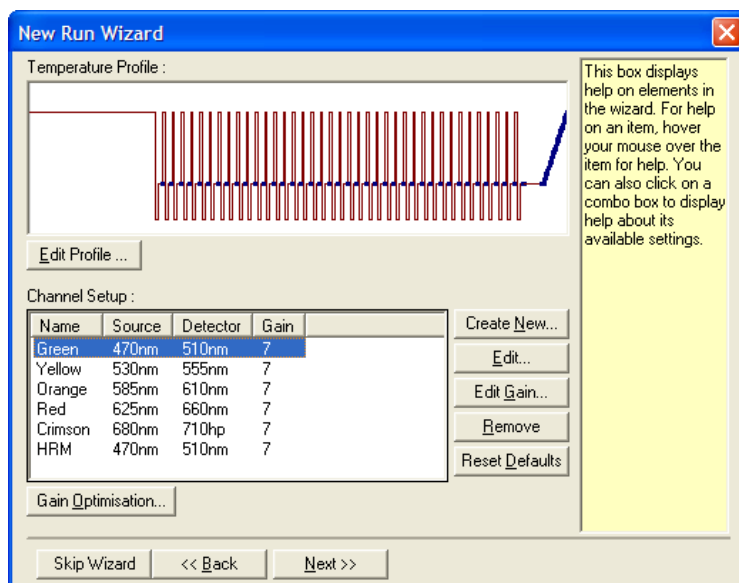 New Run Wizard
Temperature Profile :
This box displays
help on elements in
the wizard. For help
on an item, hover
your mouse over the
item for help. You
can also click on a
combo box to display
help about its
available settings.
Edit Profile ...
Channel Setup :
Name Source Detector Gain
Green 470nm 510nm 7
Yellow 530nm 555nm 7
Orange 585nm 610nm 7
Red 625nm 660nm 7
Crimson 680nm 710hp 7
HRM 470nm 510nm 7
Create New...
Edit...
Edit Gain...
Remove
Reset Defaults
Gain Optimisation...
Skip Wizard << Back Next >>